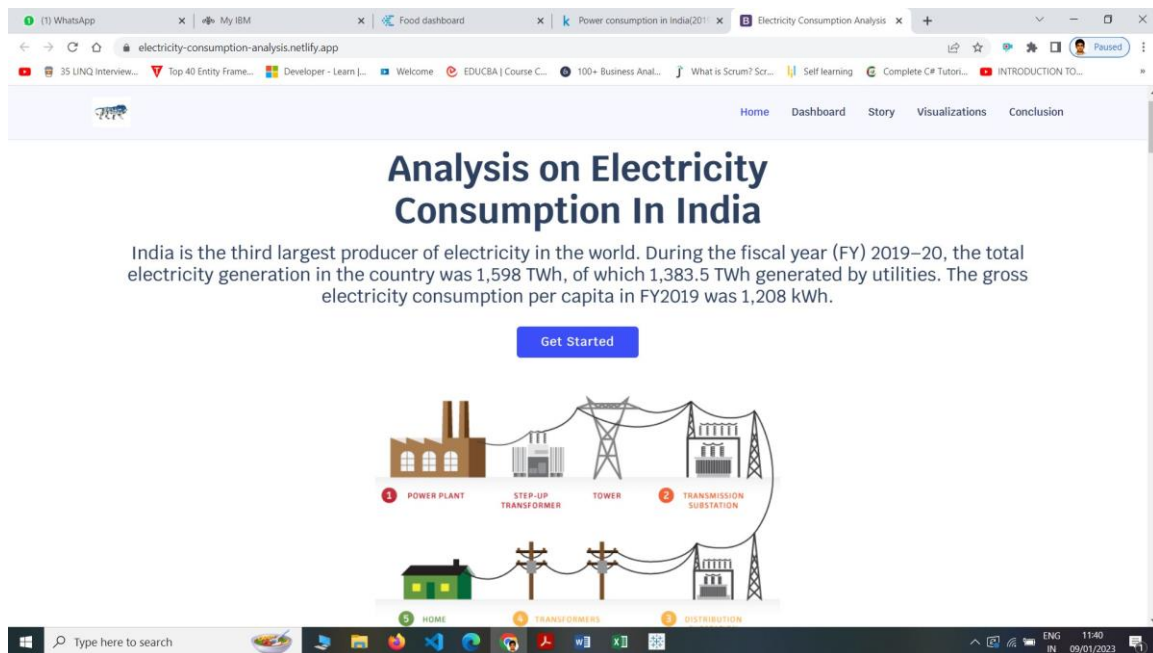 (1) WhatsApp
My IBM
Food dashboard
Power consumption in India(201
Electricity Consumption Analysis
electricity-consumption-analysis.netlify.app
Paused
35 LINQ Interview...
Top 40 Entity Frame...
Developer - Learn |...
Welcome
EDUCBA | Course C...
100+ Business Anal...
What is Scrum? Scr...
Self learning
Complete C# Tutori...
INTRODUCTION TO...
Home
Dashboard
Story
Visualizations
Conclusion
Analysis on Electricity
Consumption In India
India is the third largest producer of electricity in the world. During the fiscal year (FY) 2019–20, the total
electricity generation in the country was 1,598 TWh, of which 1,383.5 TWh generated by utilities. The gross
electricity consumption per capita in FY2019 was 1,208 kWh.
Get Started
1 POWER PLANT
STEP-UP
TRANSFORMER
TOWER
2 TRANSMISSION
SUBSTATION
5 HOME
4 TRANSFORMERS
3 DISTRIBUTION
Type here to search
ENG
IN
11:40
09/01/2023